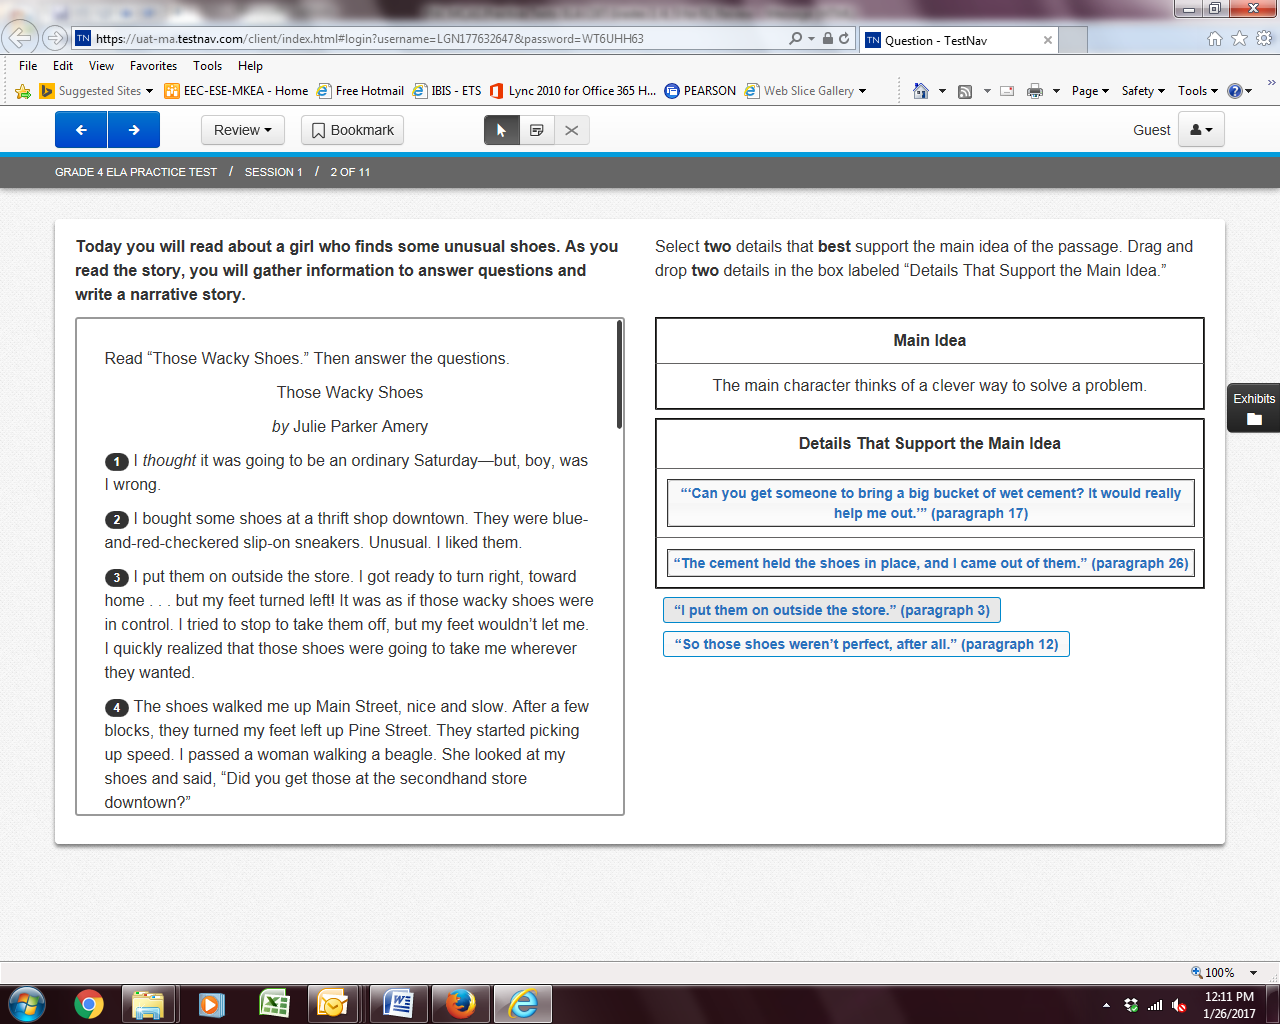 https://uat-ma.testnav.com/client/index.html#login?username=LGN177632647&password=WT6UHH63
TN Question - TestNav
File Edit View Favorites Tools Help
Suggested Sites EEC-ESE-MKEA - Home Free Hotmail IBIS - ETS Lync 2010 for Office 365 H... PEARSON Web Slice Gallery Page Safety Tools
Review Bookmark Guest
GRADE 4 ELA PRACTICE TEST / SESSION 1 / 2 OF 11
Today you will read about a girl who finds some unusual shoes. As you
read the story, you will gather information to answer questions and
write a narrative story.
Read “Those Wacky Shoes.” Then answer the questions.
Those Wacky Shoes
by Julie Parker Amery
1 I thought it was going to be an ordinary Saturday—but, boy, was
I wrong.
2 I bought some shoes at a thrift shop downtown. They were blue-
and-red-checkered slip-on sneakers. Unusual. I liked them.
3 I put them on outside the store. I got ready to turn right, toward
home . . . but my feet turned left! It was as if those wacky shoes were
in control. I tried to stop to take them off, but my feet wouldn’t let me.
I quickly realized that those shoes were going to take me wherever
they wanted.
4 The shoes walked me up Main Street, nice and slow. After a few
blocks, they turned my feet left up Pine Street. They started picking
up speed. I passed a woman walking a beagle. She looked at my
shoes and said, “Did you get those at the secondhand store
downtown?”
Select two details that best support the main idea of the passage. Drag and
drop two details in the box labeled “Details That Support the Main Idea.”
Main Idea
The main character thinks of a clever way to solve a problem.
Details That Support the Main Idea
“‘Can you get someone to bring a big bucket of wet cement? It would really
help me out.’” (paragraph 17)
“The cement held the shoes in place, and I came out of them.” (paragraph 26)
“I put them on outside the store.” (paragraph 3)
“So those shoes weren’t perfect, after all.” (paragraph 12)
Exhibits
100%
12:11 PM
1/26/2017